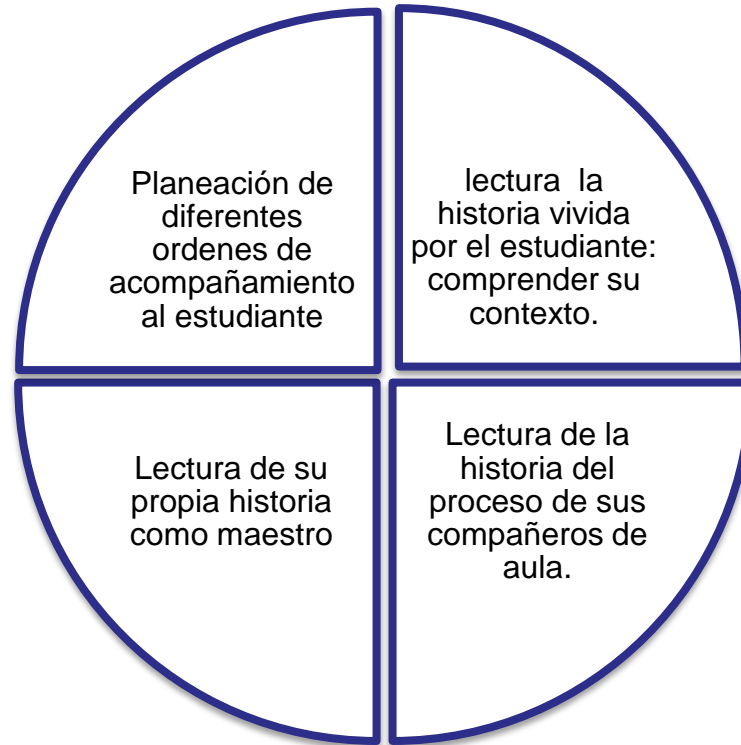 Planeación de
diferentes
ordenes de
acompañamiento
al estudiante
lectura  la
historia vivida
por el estudiante:
comprender su
contexto.
Lectura de su
propia historia
como maestro
Lectura de la
historia del
proceso de sus
compañeros de
aula.